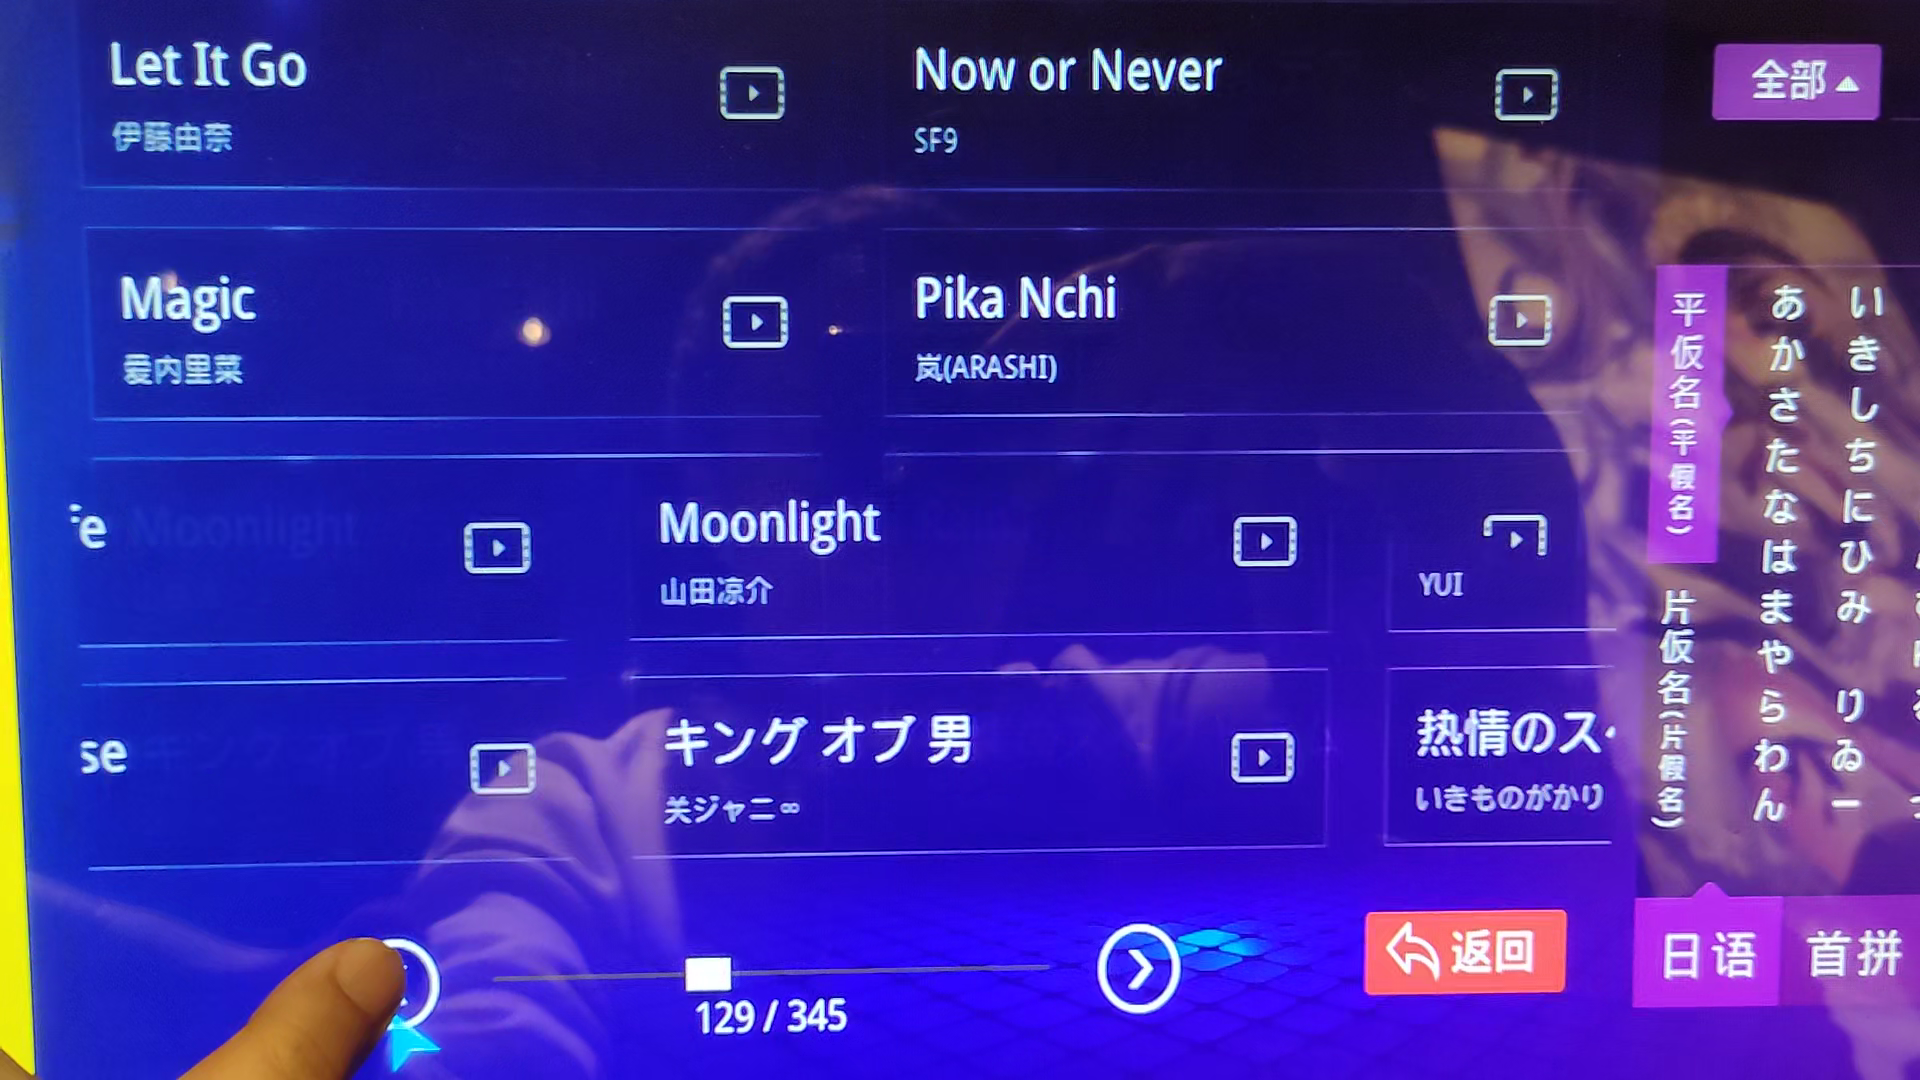 Let It Go
伊藤由奈
Now or Never
SF9
全部
Magic
爱内里菜
Pika Nchi
岚(ARASHI)
Moonlight
山田凉介
YUI
se
キング オブ 男
关ジャニ∞
热情のス
いきものがかり
129 / 345
返回
平仮名(平假名)
片仮名(片假名)
あかさたなはまやらわん
いきしちにひみ りゐー
日语
首拼